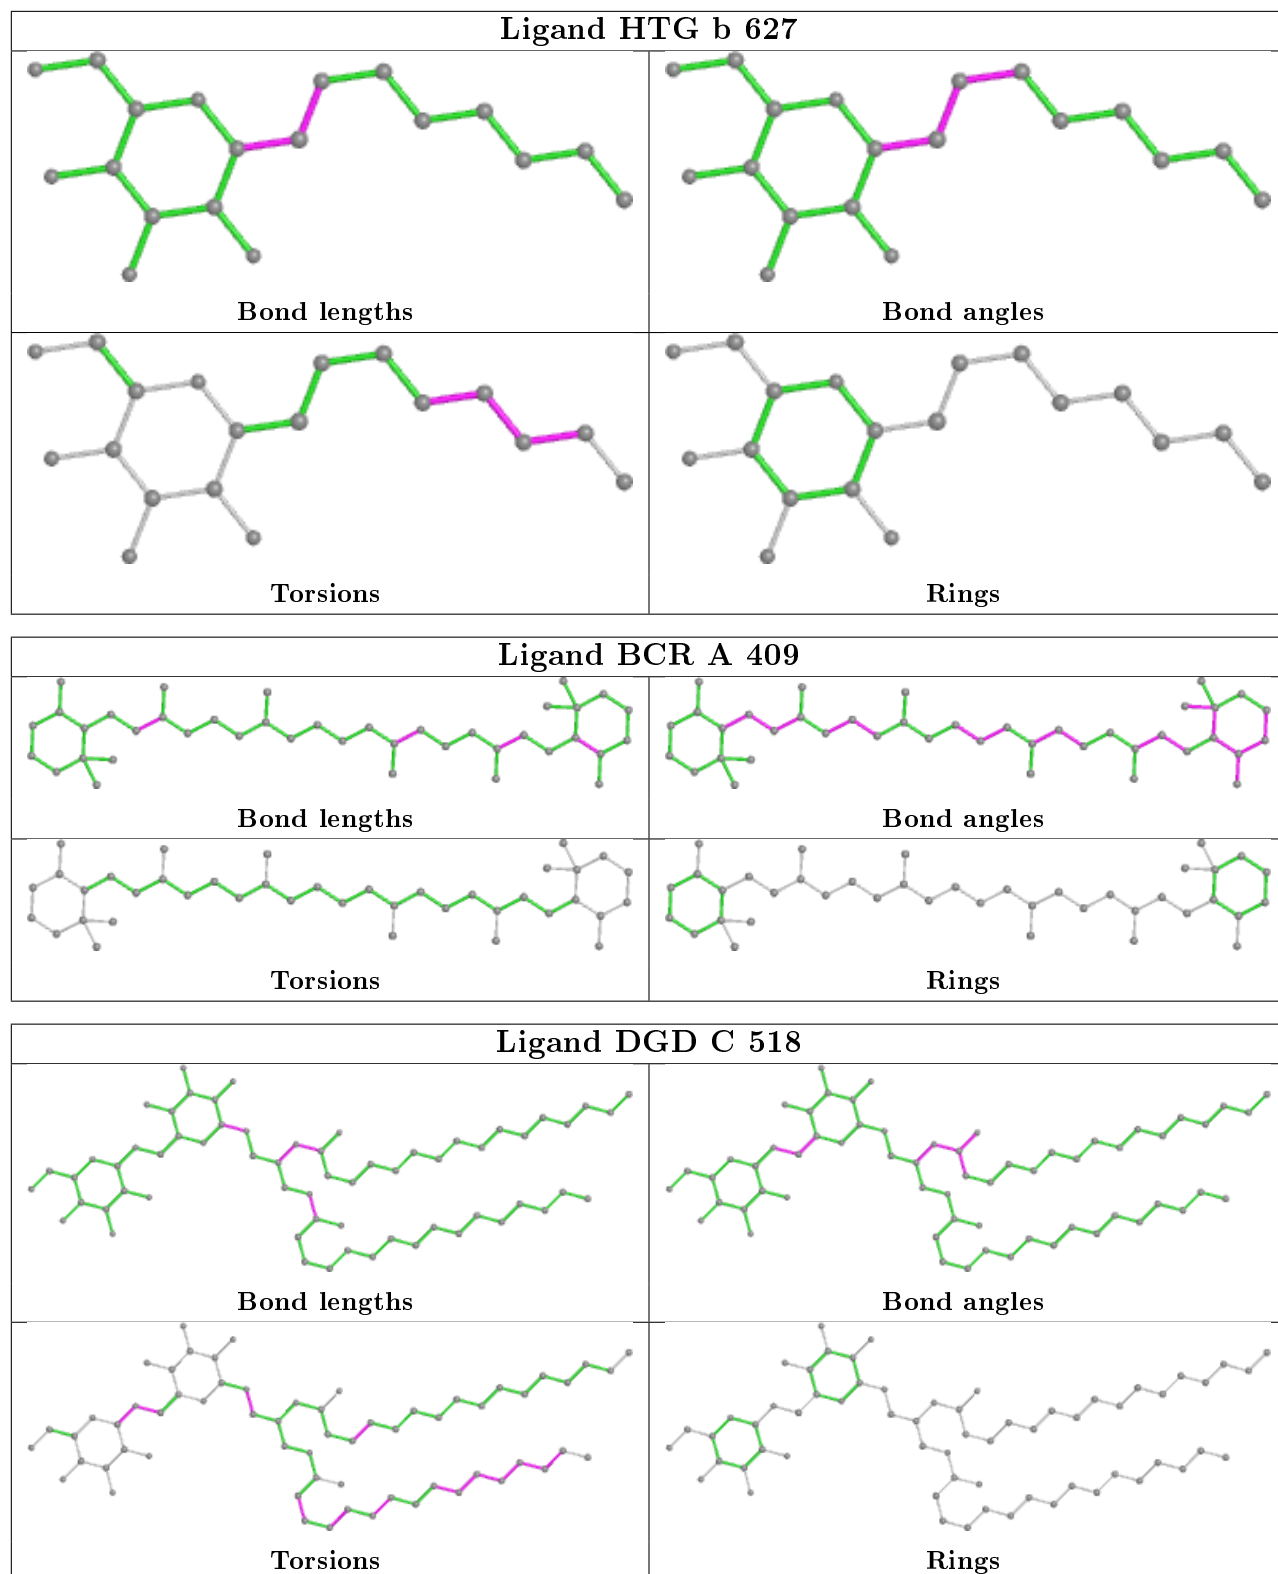 Ligand HTG b 627
Bond lengths
Bond angles
Torsions
Rings
Ligand BCR A 409
Bond lengths
Bond angles
Torsions
Rings
Ligand DGD C 518
Bond lengths
Bond angles
Torsions
Rings